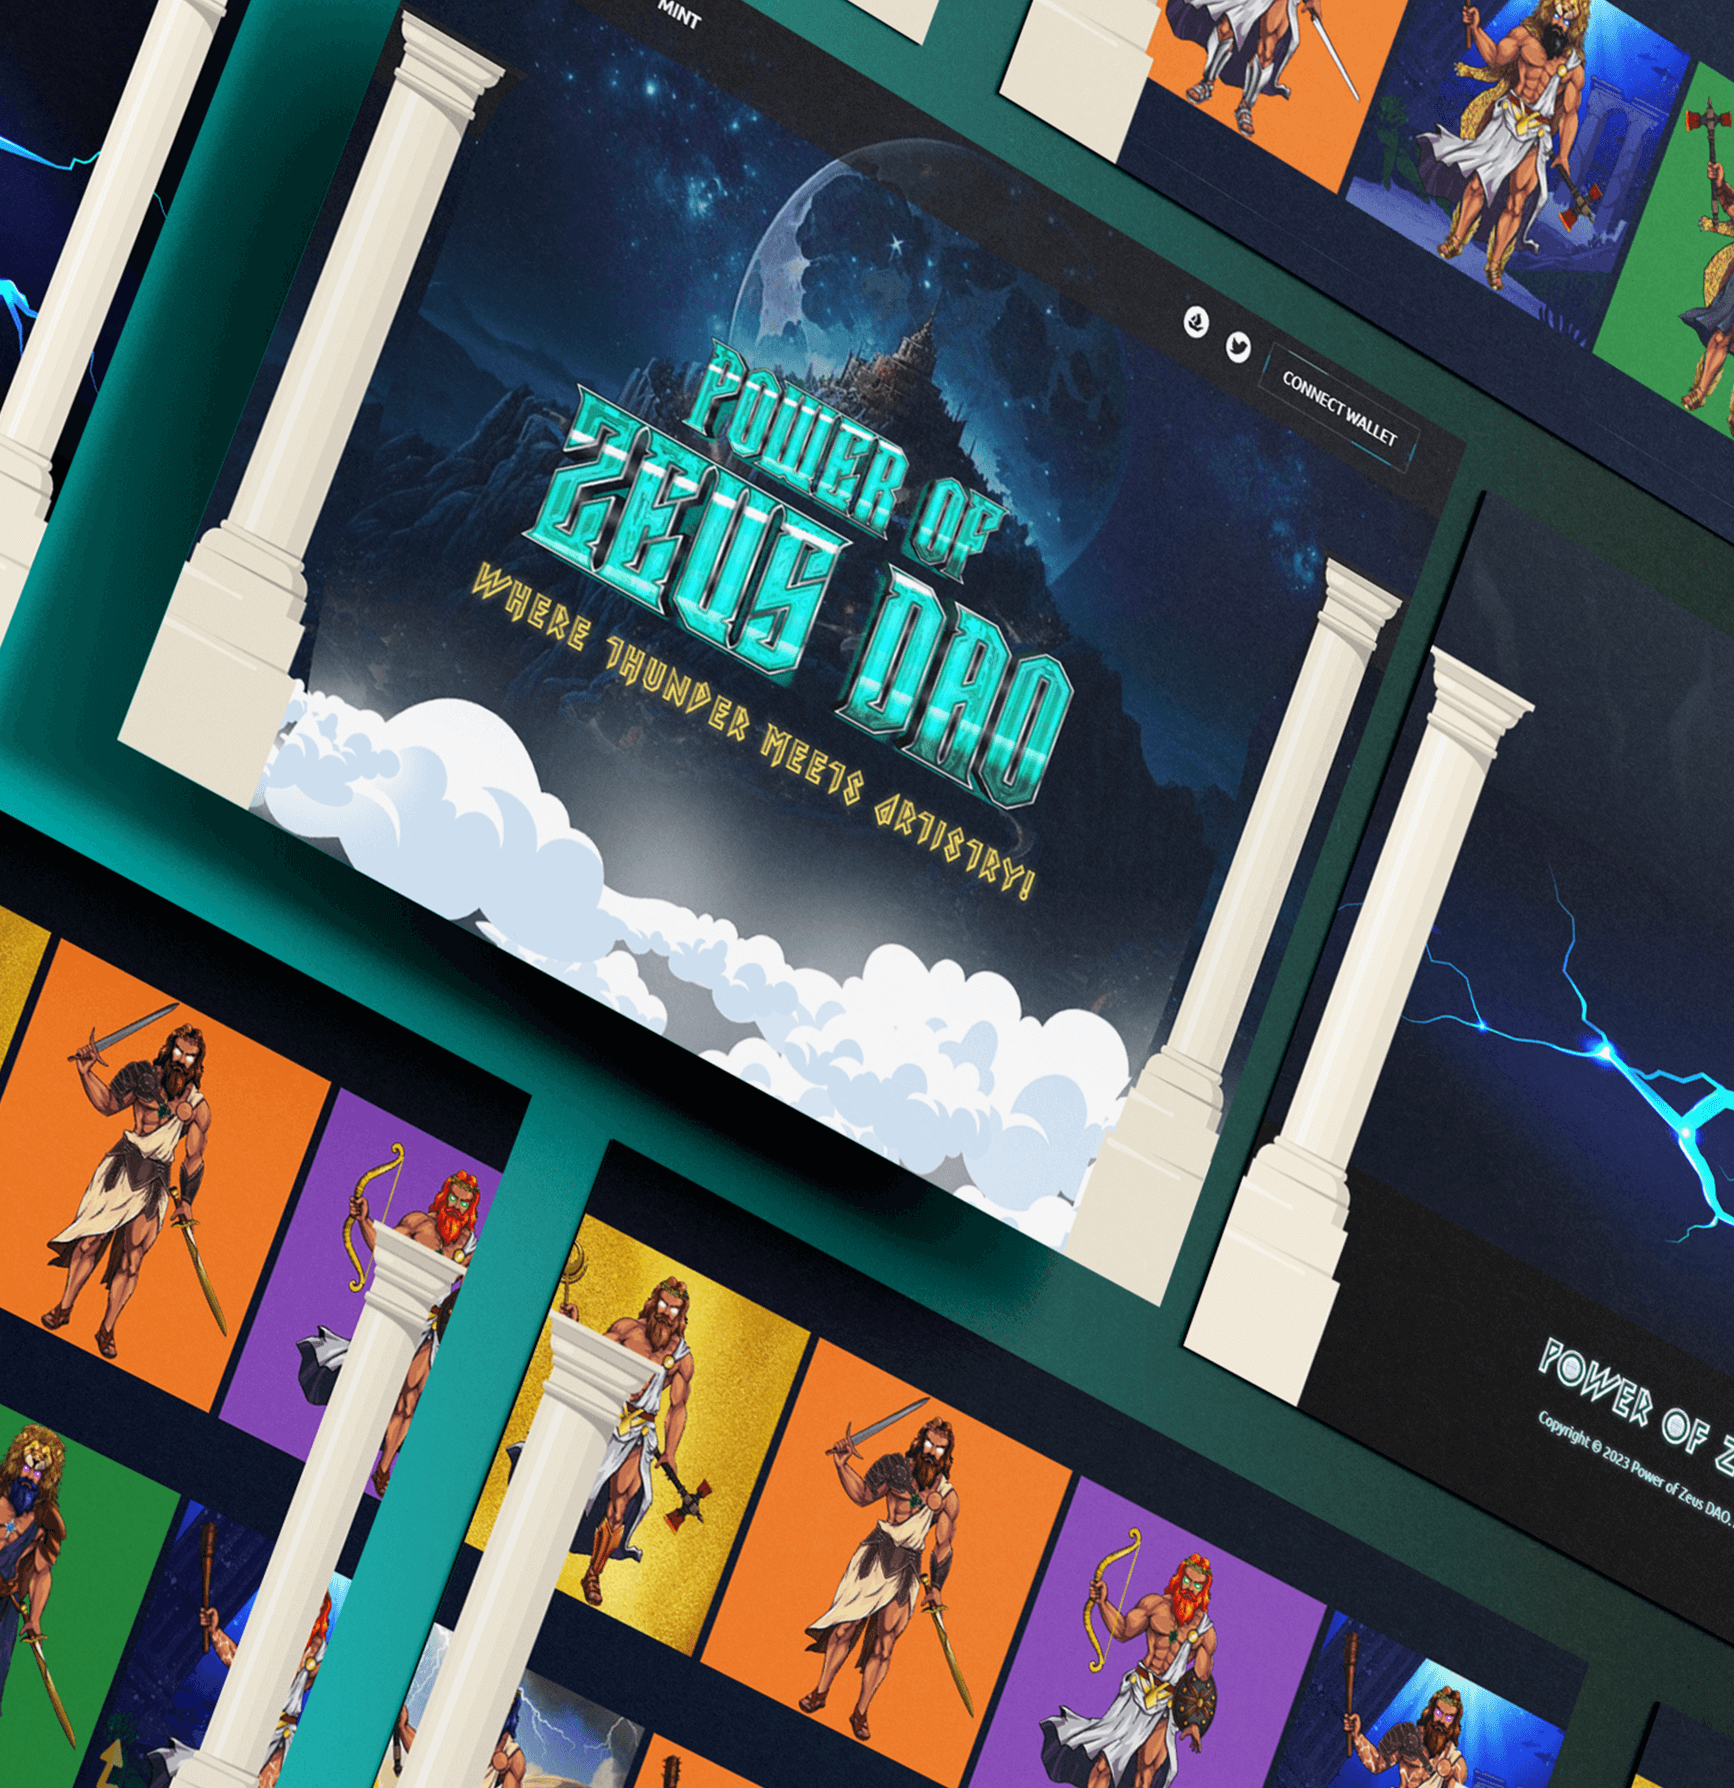 MINT
CONNECT WALLET
POWER OF
ZEUS DAO
WHERE THUNDER MEETS ARTISTRY!
POWER OF Z
Copyright © 2023 Power of Zeus DAO.